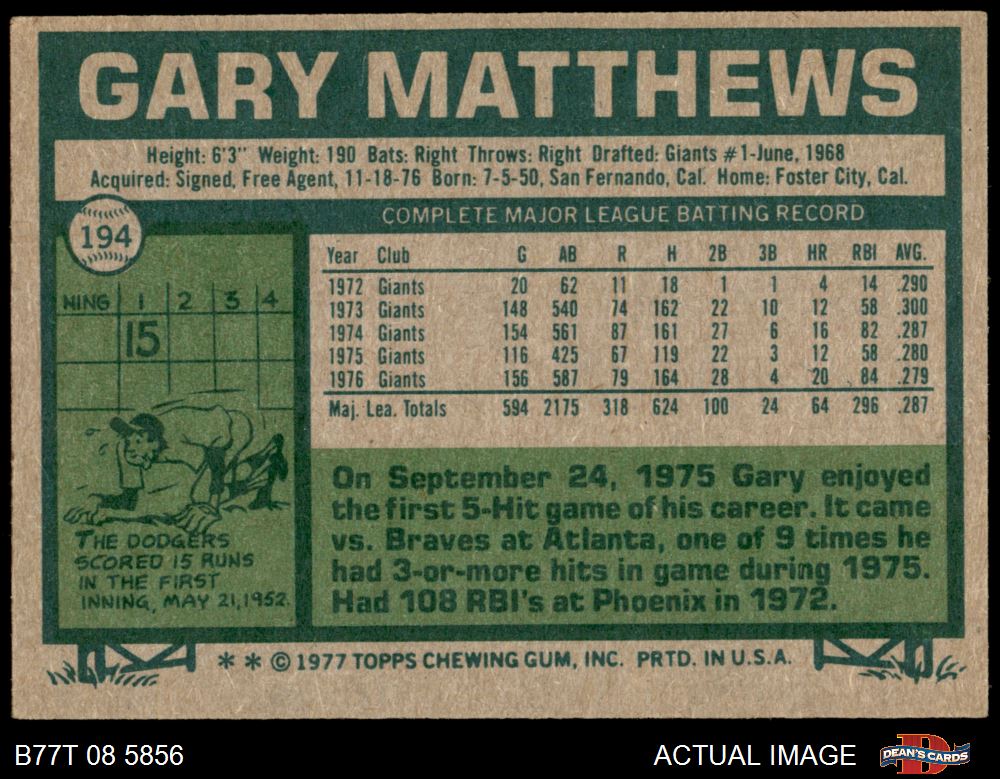 GARY MATTHEWS
Height: 6'3" Weight: 190 Bats: Right Throws: Right Drafted: Giants #1-June, 1968
Acquired: Signed, Free Agent, 11-18-76 Born: 7-5-50, San Fernando, Cal. Home: Foster City, Cal.
194
COMPLETE MAJOR LEAGUE BATTING RECORD
Year Club G AB R H 2B 3B HR RBI AVG.
1972 Giants 20 62 11 18 1 1 4 14 .290
1973 Giants 148 540 74 162 22 10 12 58 .300
1974 Giants 154 561 87 161 27 6 16 82 .287
1975 Giants 116 425 67 119 22 3 12 58 .280
1976 Giants 156 587 79 164 28 4 20 84 .279
Maj. Lea. Totals 594 2175 318 624 100 24 64 296 .287
NING 1 2 3 4
15
THE DODGERS
SCORED 15 RUNS
IN THE FIRST
INNING, MAY 21, 1952.
On September 24, 1975 Gary enjoyed
the first 5-Hit game of his career. It came
vs. Braves at Atlanta, one of 9 times he
had 3-or-more hits in game during 1975.
Had 108 RBI's at Phoenix in 1972.
* * © 1977 TOPPS CHEWING GUM, INC. PRTD. IN U.S.A.
B77T 08 5856
ACTUAL IMAGE
D
DEAN'S CARDS